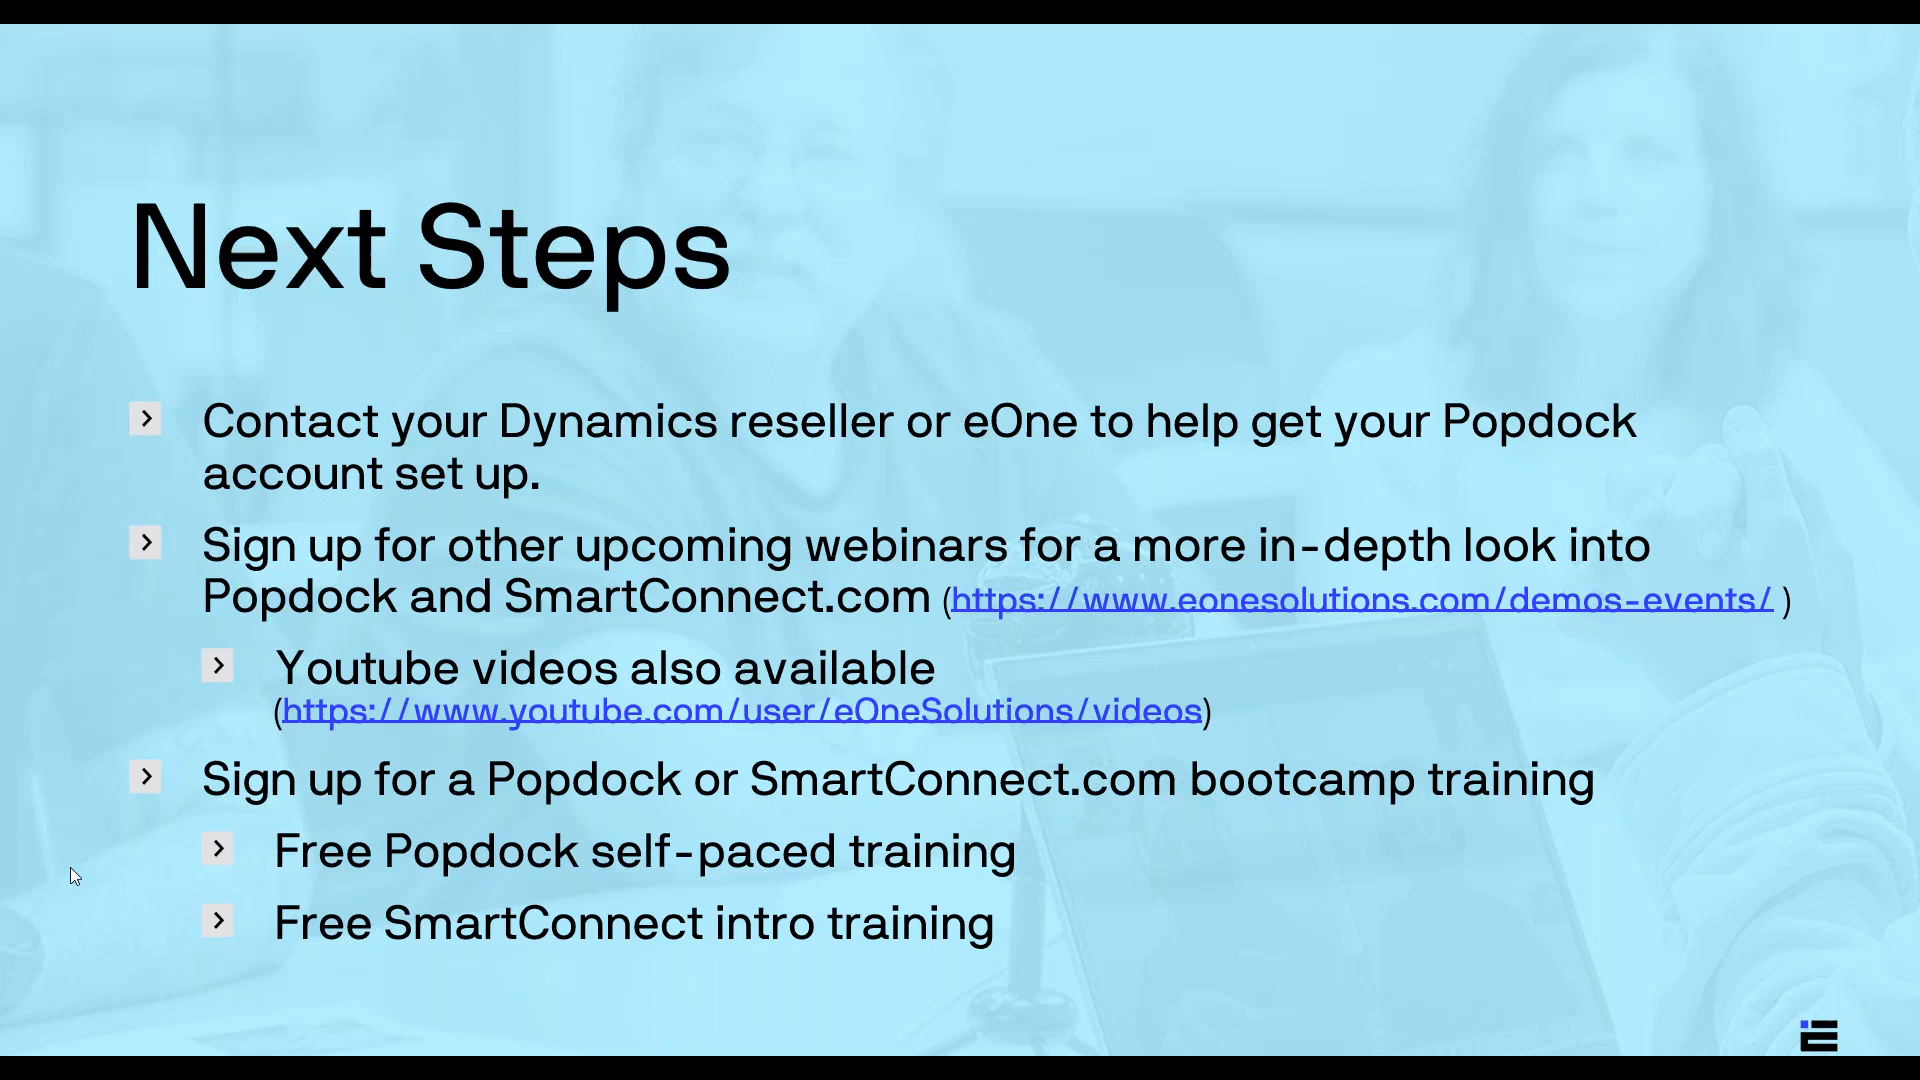 Next Steps
Contact your Dynamics reseller or eOne to help get your Popdock
account set up.
Sign up for other upcoming webinars for a more in-depth look into
Popdock and SmartConnect.com (https://www.eonesolutions.com/demos-events/ )
Youtube videos also available
(https://www.youtube.com/user/eOneSolutions/videos)
Sign up for a Popdock or SmartConnect.com bootcamp training
Free Popdock self-paced training
Free SmartConnect intro training